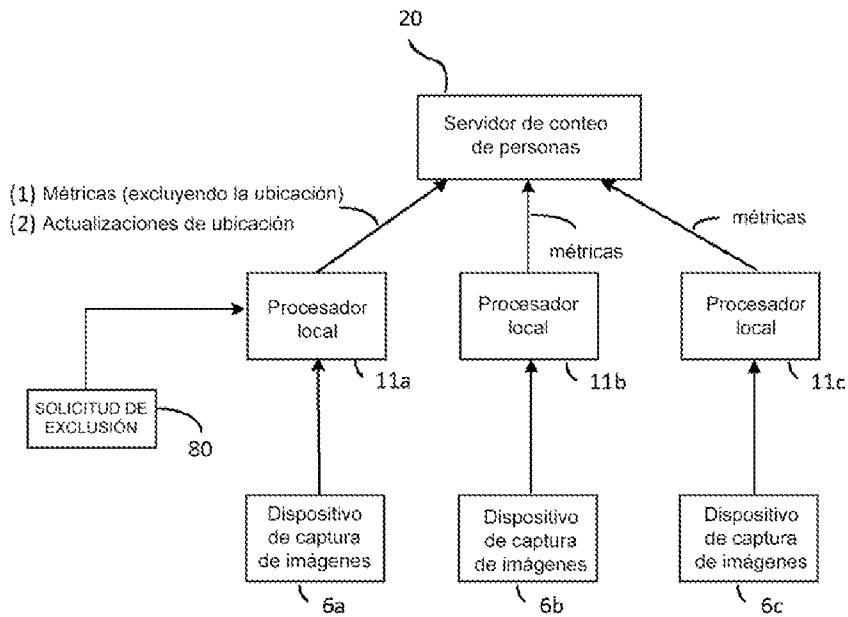 20
Servidor de conteo
de personas
(1) Métricas (excluyendo la ubicación)
(2) Actualizaciones de ubicación
métricas
métricas
Procesador
local
Procesador
local
Procesador
local
11a
11b
11c
SOLICITUD DE
EXCLUSIÓN
80
Dispositivo
de captura
de imágenes
Dispositivo
de captura
de imágenes
Dispositivo
de captura
de imágenes
6a
6b
6c